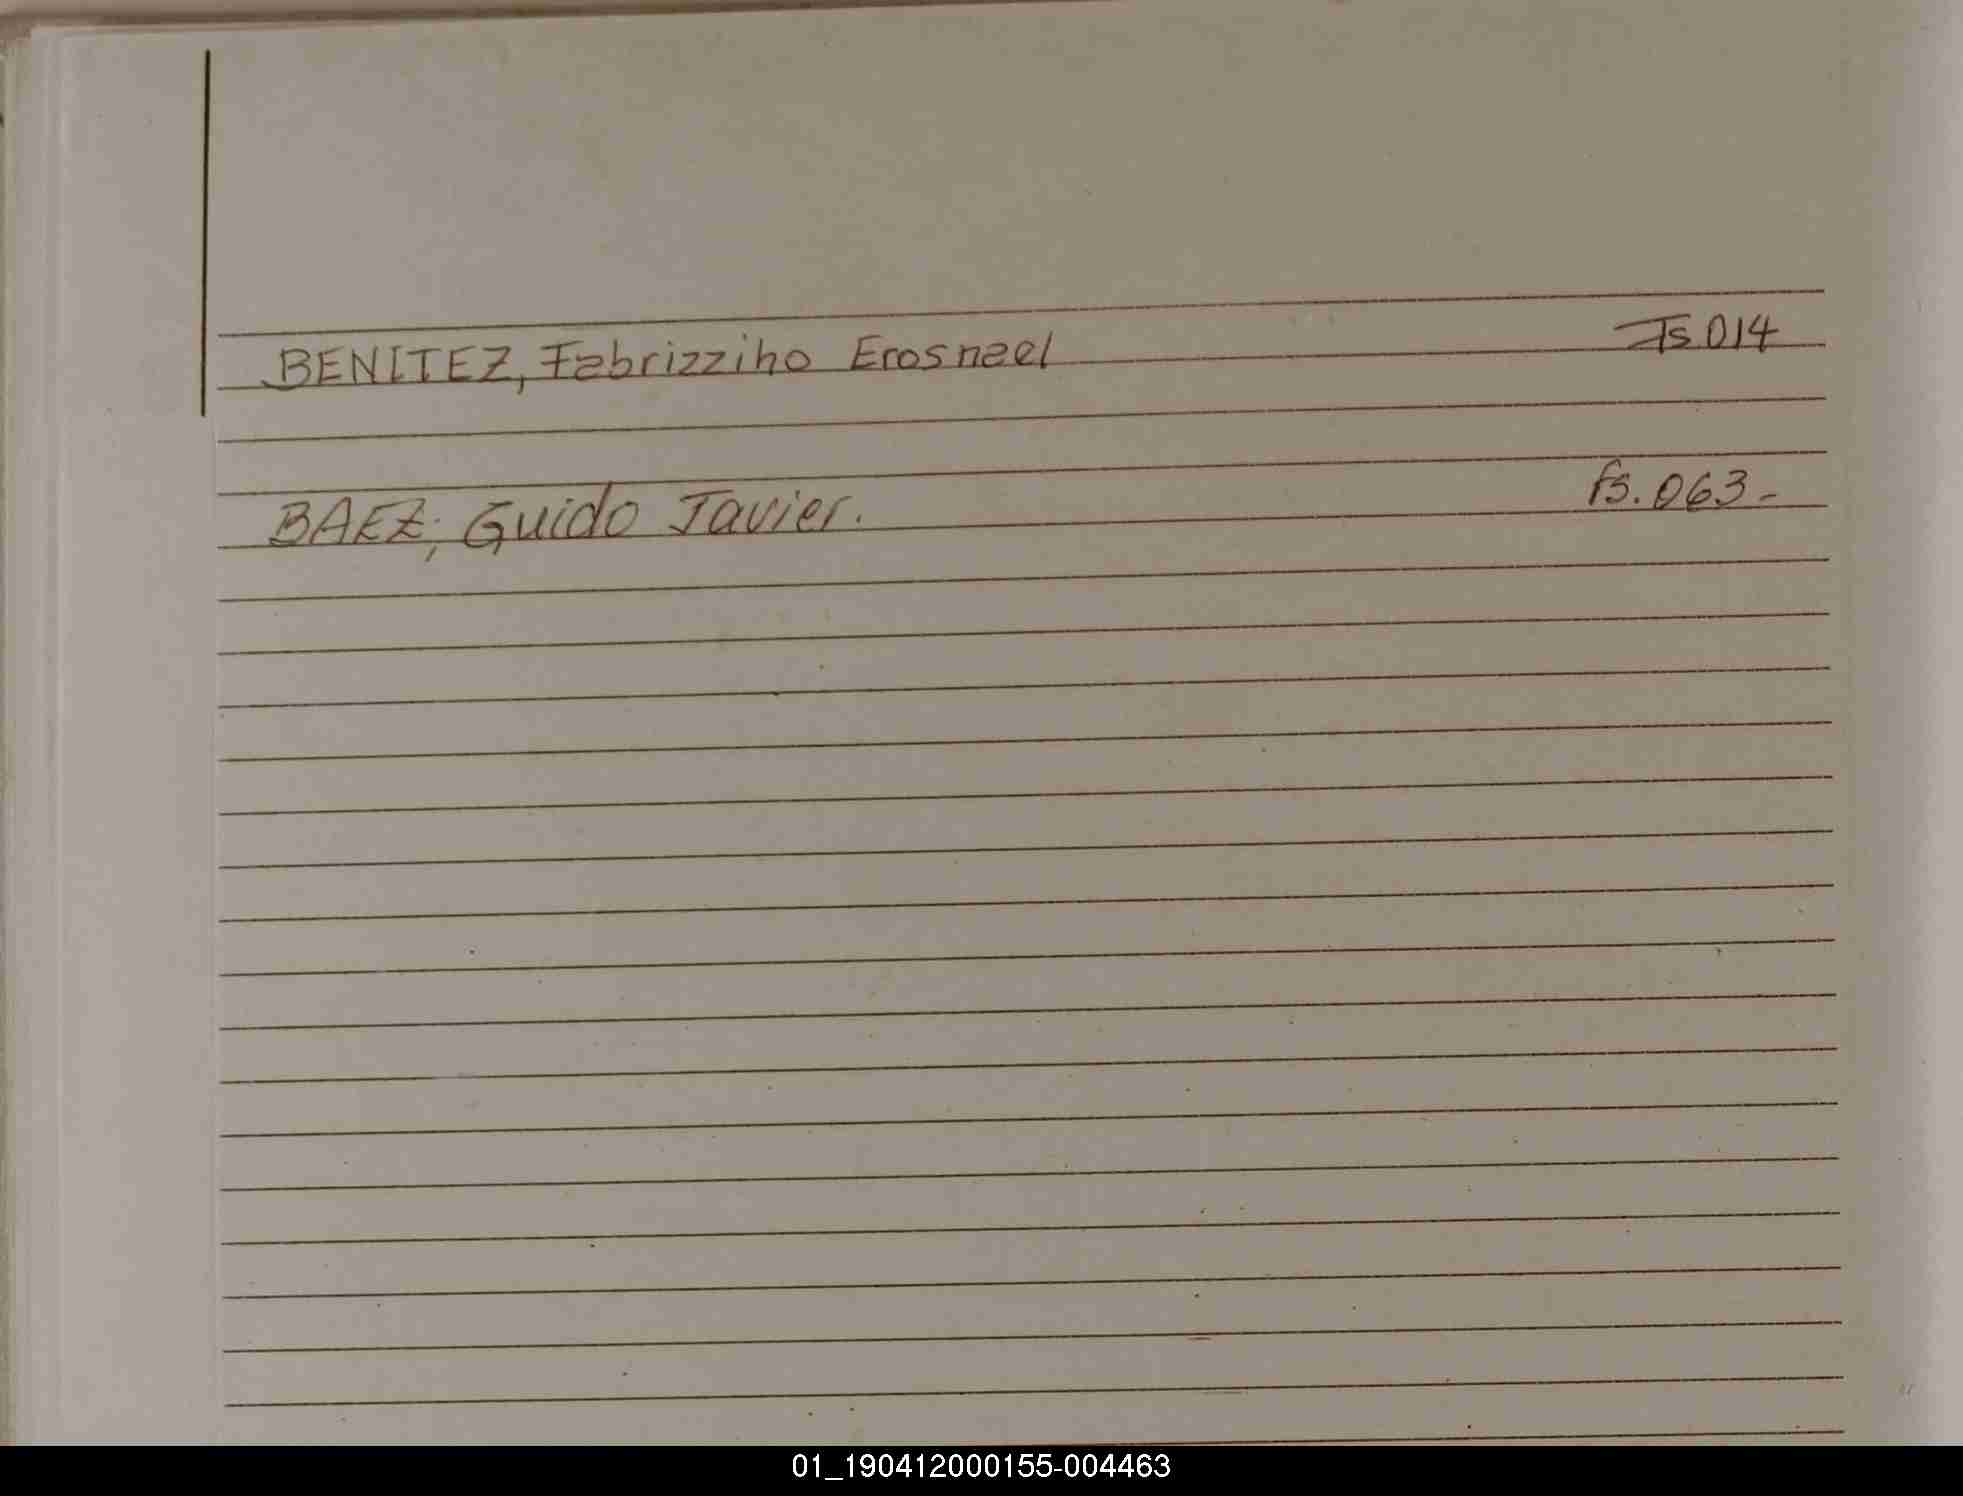 BENITEZ, Fabrizziho Erosnael Fs 014
BAEZ; Guido Javier. fs. 063-
01_190412000155-004463